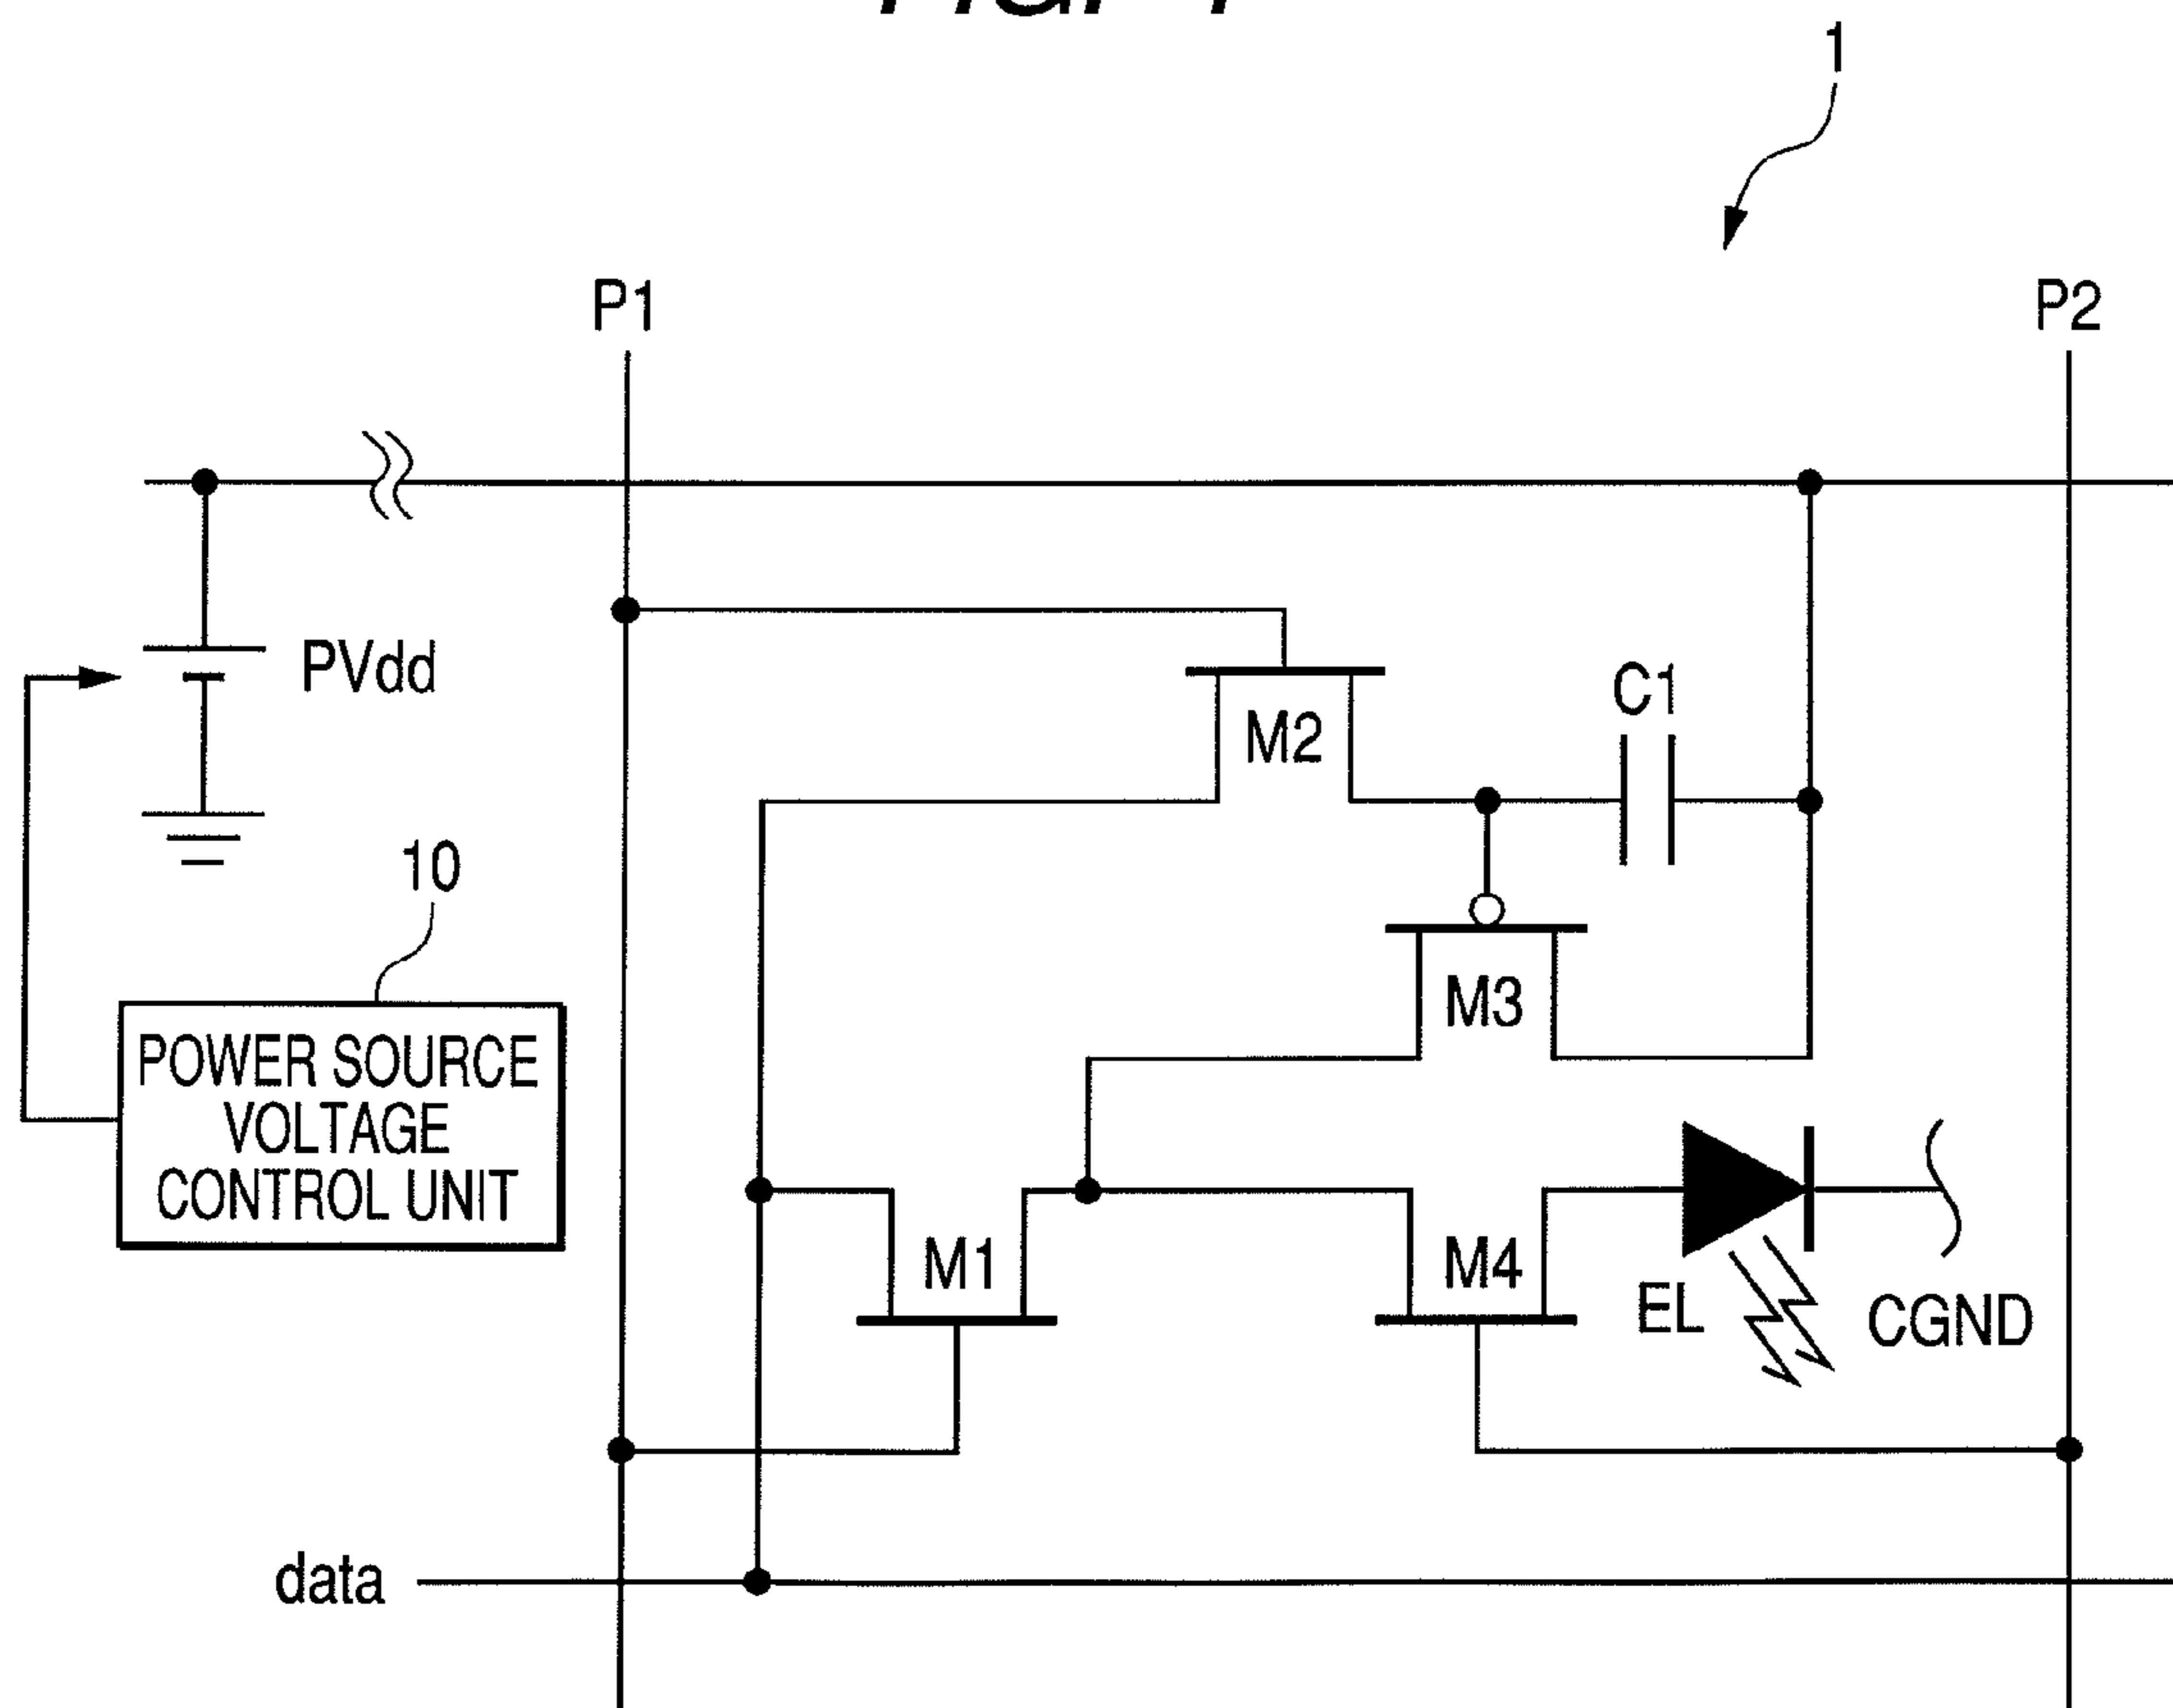 1
P1
P2
PVdd
C1
M2
10
M3
POWER SOURCE
VOLTAGE
CONTROL UNIT
M1
M4
EL
CGND
data